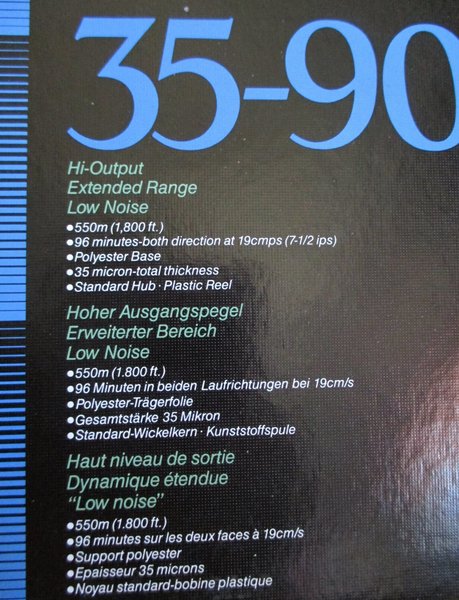 35-90
Hi-Output
Extended Range
Low Noise
●550m (1,800 ft.)
●96 minutes-both direction at 19cmps (7-1/2 ips)
●Polyester Base
●35 micron-total thickness
●Standard Hub · Plastic Reel
Hoher Ausgangspegel
Erweiterter Bereich
Low Noise
●550m (1.800 ft.)
●96 Minuten in beiden Laufrichtungen bei 19cm/s
●Polyester-Trägerfolie
●Gesamtstärke 35 Mikron
●Standard-Wickelkern · Kunststoffspule
Haut niveau de sortie
Dynamique étendue
“Low noise”
●550m (1.800 ft.)
●96 minutes sur les deux faces à 19cm/s
●Support polyester
●Epaisseur 35 microns
●Noyau standard-bobine plastique